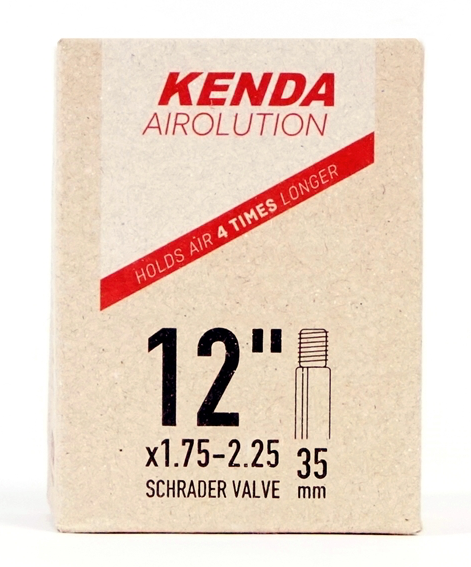 KENDA
AIROLUTION
HOLDS AIR 4 TIMES LONGER
12"
x1.75-2.25
SCHRADER VALVE
35
mm